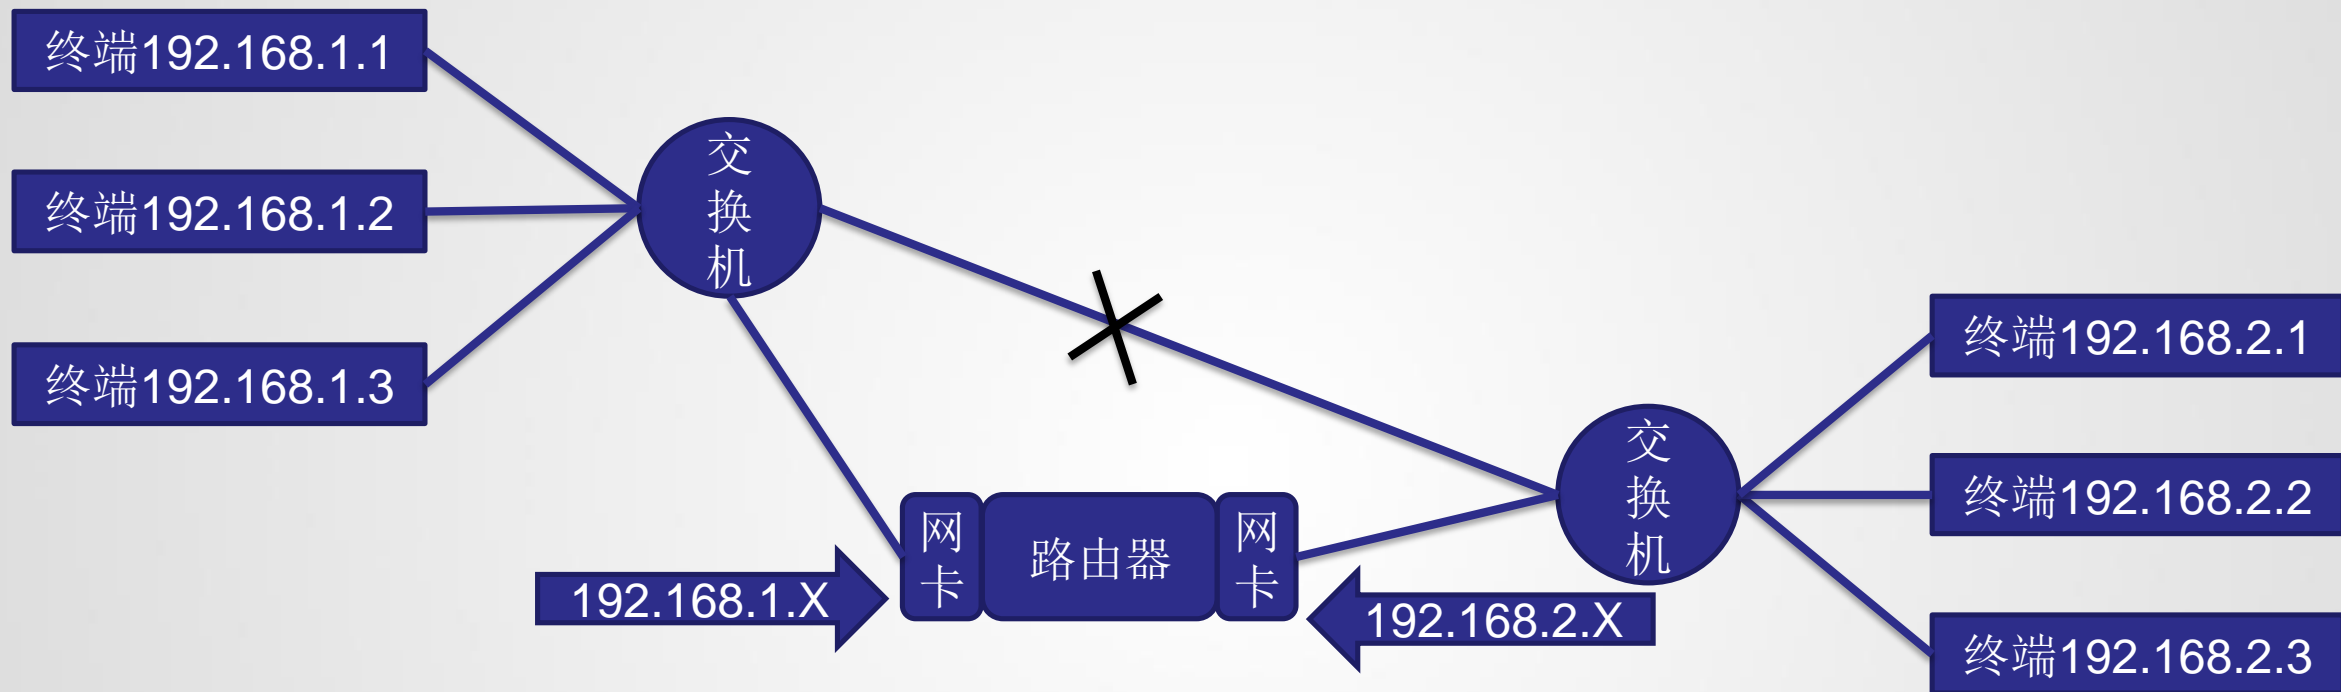 终端192.168.1.1
终端192.168.1.2
终端192.168.1.3
交
换
机
网
卡
路由器
网
卡
192.168.1.X
192.168.2.X
交
换
机
终端192.168.2.1
终端192.168.2.2
终端192.168.2.3